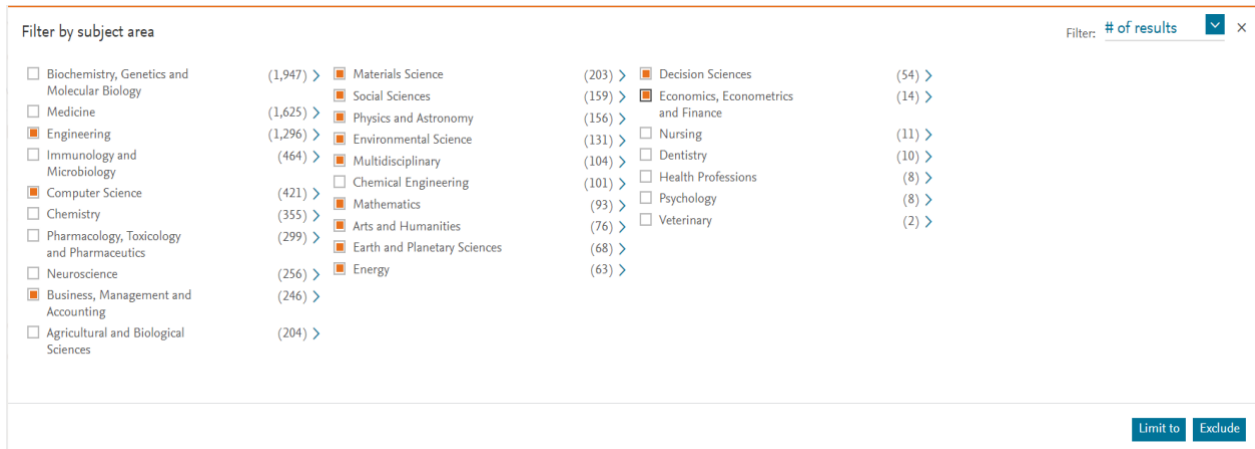 Filter by subject area
Filter: # of results
Biochemistry, Genetics and (1,947)
Molecular Biology
Medicine (1,625)
Engineering (1,296)
Immunology and (464)
Microbiology
Computer Science (421)
Chemistry (355)
Pharmacology, Toxicology (299)
and Pharmaceutics
Neuroscience (256)
Business, Management and (246)
Accounting
Agricultural and Biological (204)
Sciences
Materials Science (203)
Social Sciences (159)
Physics and Astronomy (156)
Environmental Science (131)
Multidisciplinary (104)
Chemical Engineering (101)
Mathematics (93)
Arts and Humanities (76)
Earth and Planetary Sciences (68)
Energy (63)
Decision Sciences (54)
Economics, Econometrics (14)
and Finance
Nursing (11)
Dentistry (10)
Health Professions (8)
Psychology (8)
Veterinary (2)
Limit to Exclude